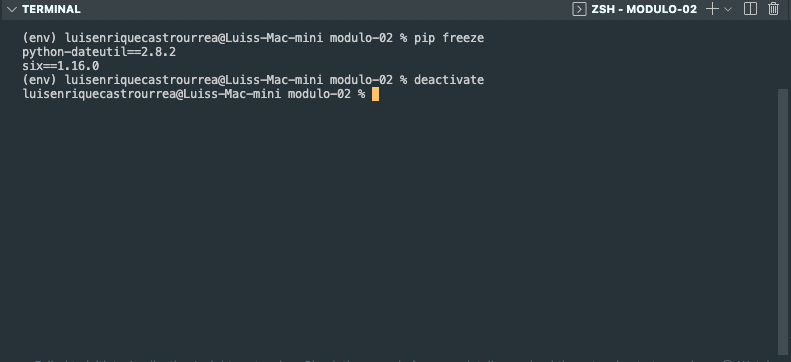 TERMINAL
ZSH - MODULO-02
(env) luisenriquecastrourrea@Luiss-Mac-mini modulo-02 % pip freeze
python-dateutil==2.8.2
six==1.16.0
(env) luisenriquecastrourrea@Luiss-Mac-mini modulo-02 % deactivate
luisenriquecastrourrea@Luiss-Mac-mini modulo-02 %